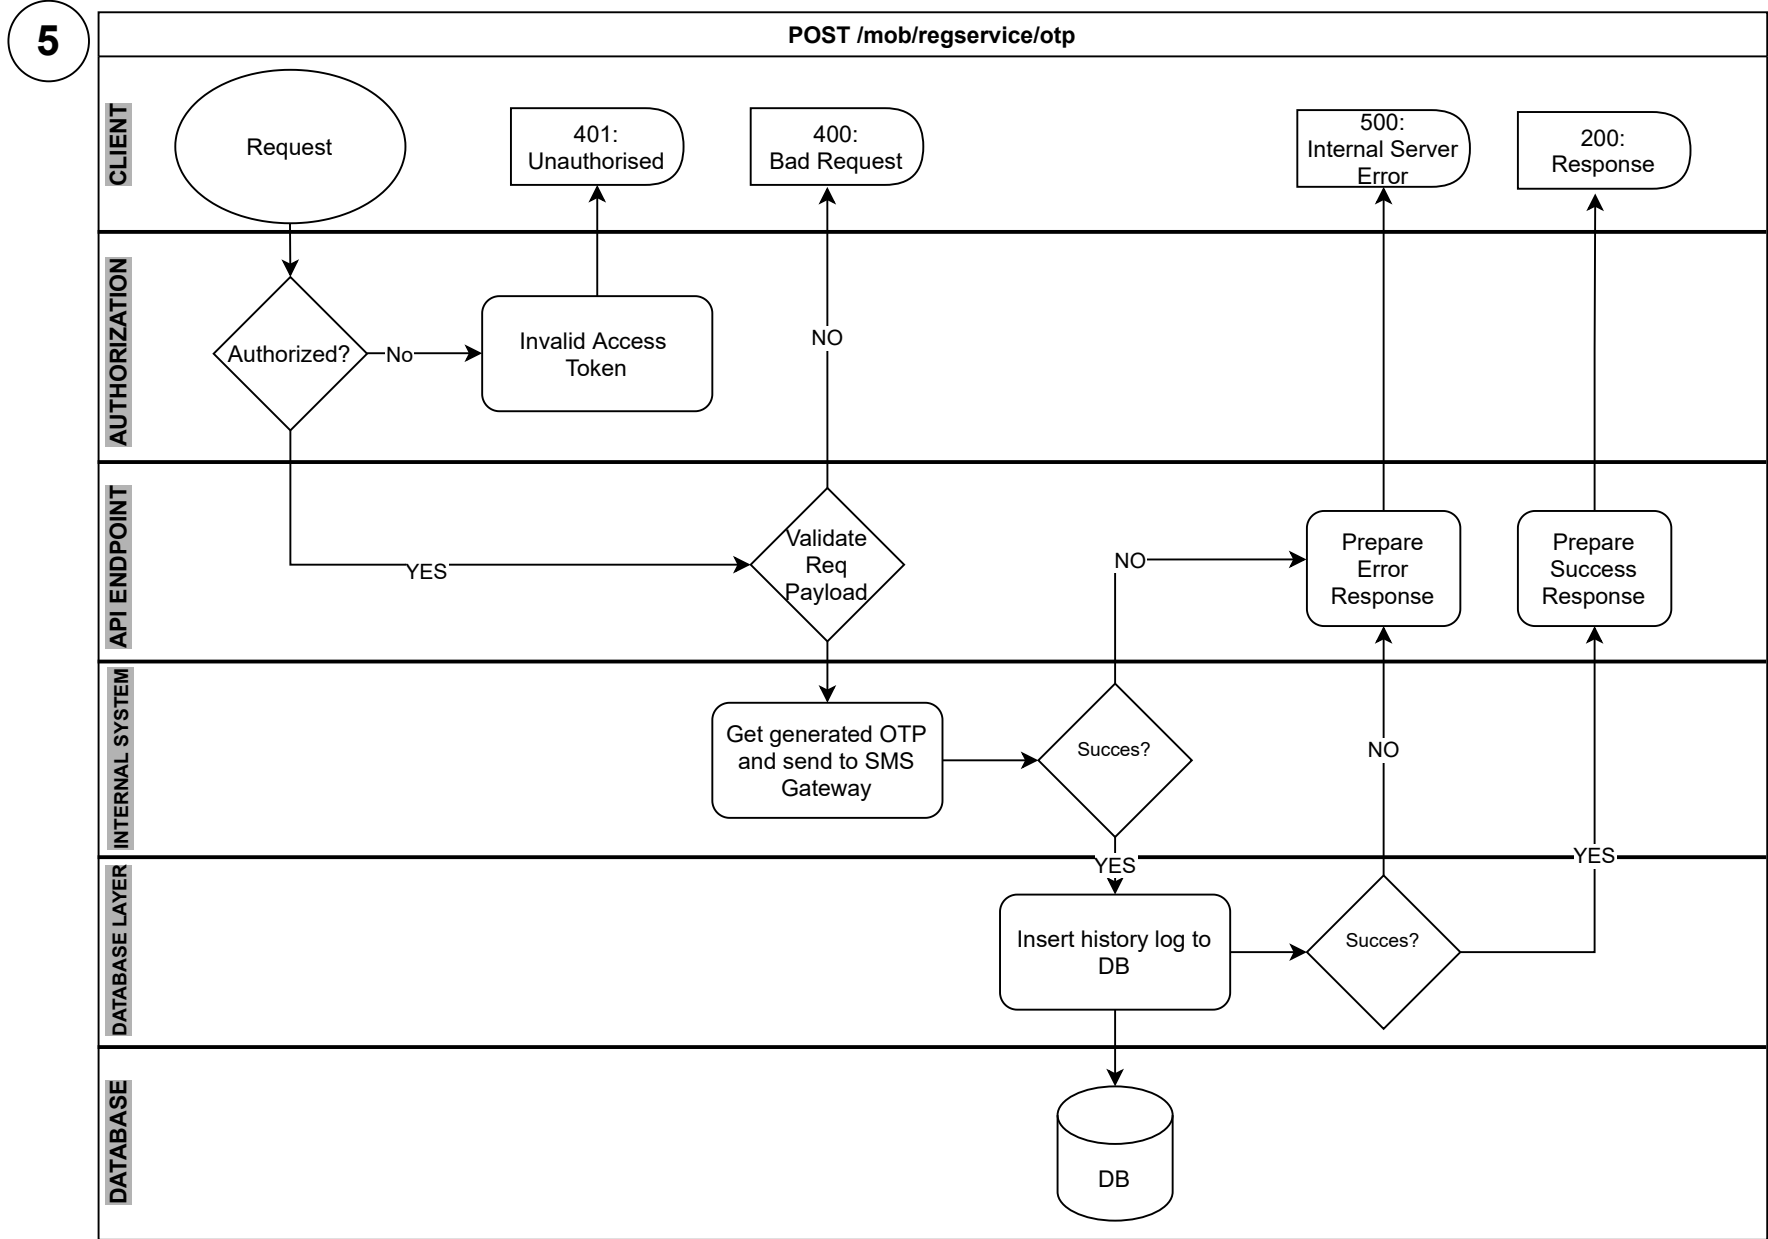 5
POST /mob/regservice/otp
CLIENT
Request
401:
Unauthorised
400:
Bad Request
500:
Internal Server
Error
200:
Response
AUTHORIZATION
Authorized?
No
Invalid Access
Token
NO
API ENDPOINT
YES
Validate
Req
Payload
NO
Prepare
Error
Response
Prepare
Success
Response
INTERNAL SYSTEM
Get generated OTP
and send to SMS
Gateway
Succes?
NO
YES
YES
DATABASE LAYER
Insert history log to
DB
Succes?
DATABASE
DB